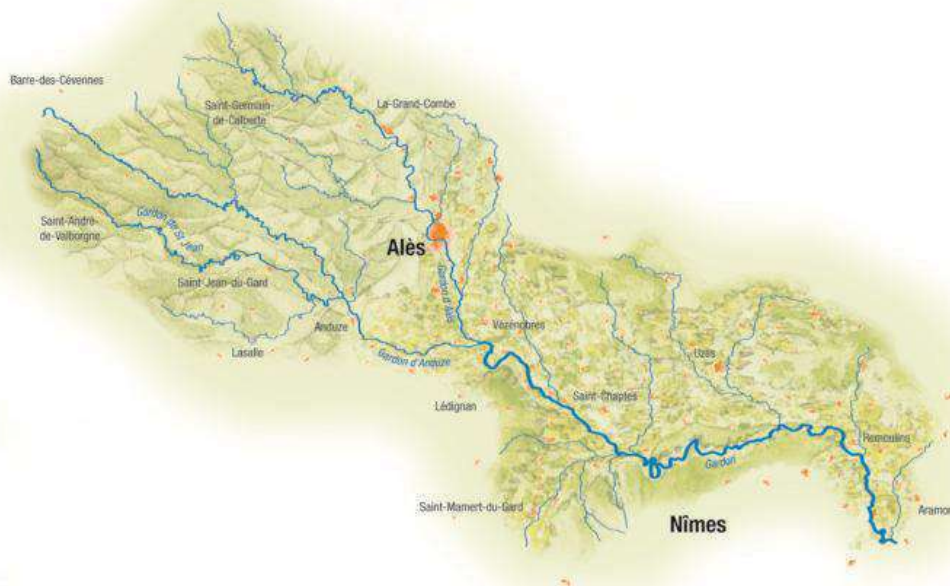 Barre-des-Cévennes
Saint-Germain-
de-Calberte
La-Grand-Combe
Saint-André-
de-Valborgne
Gardon de St Jean
Alès
Gardon d'Alès
Saint-Jean-du-Gard
Anduze
Vézénobres
Lasalle
Gardon d'Anduze
Uzès
Lédignan
Saint-Chaptes
Remoulins
Gardon
Saint-Mamert-du-Gard
Nîmes
Aramon